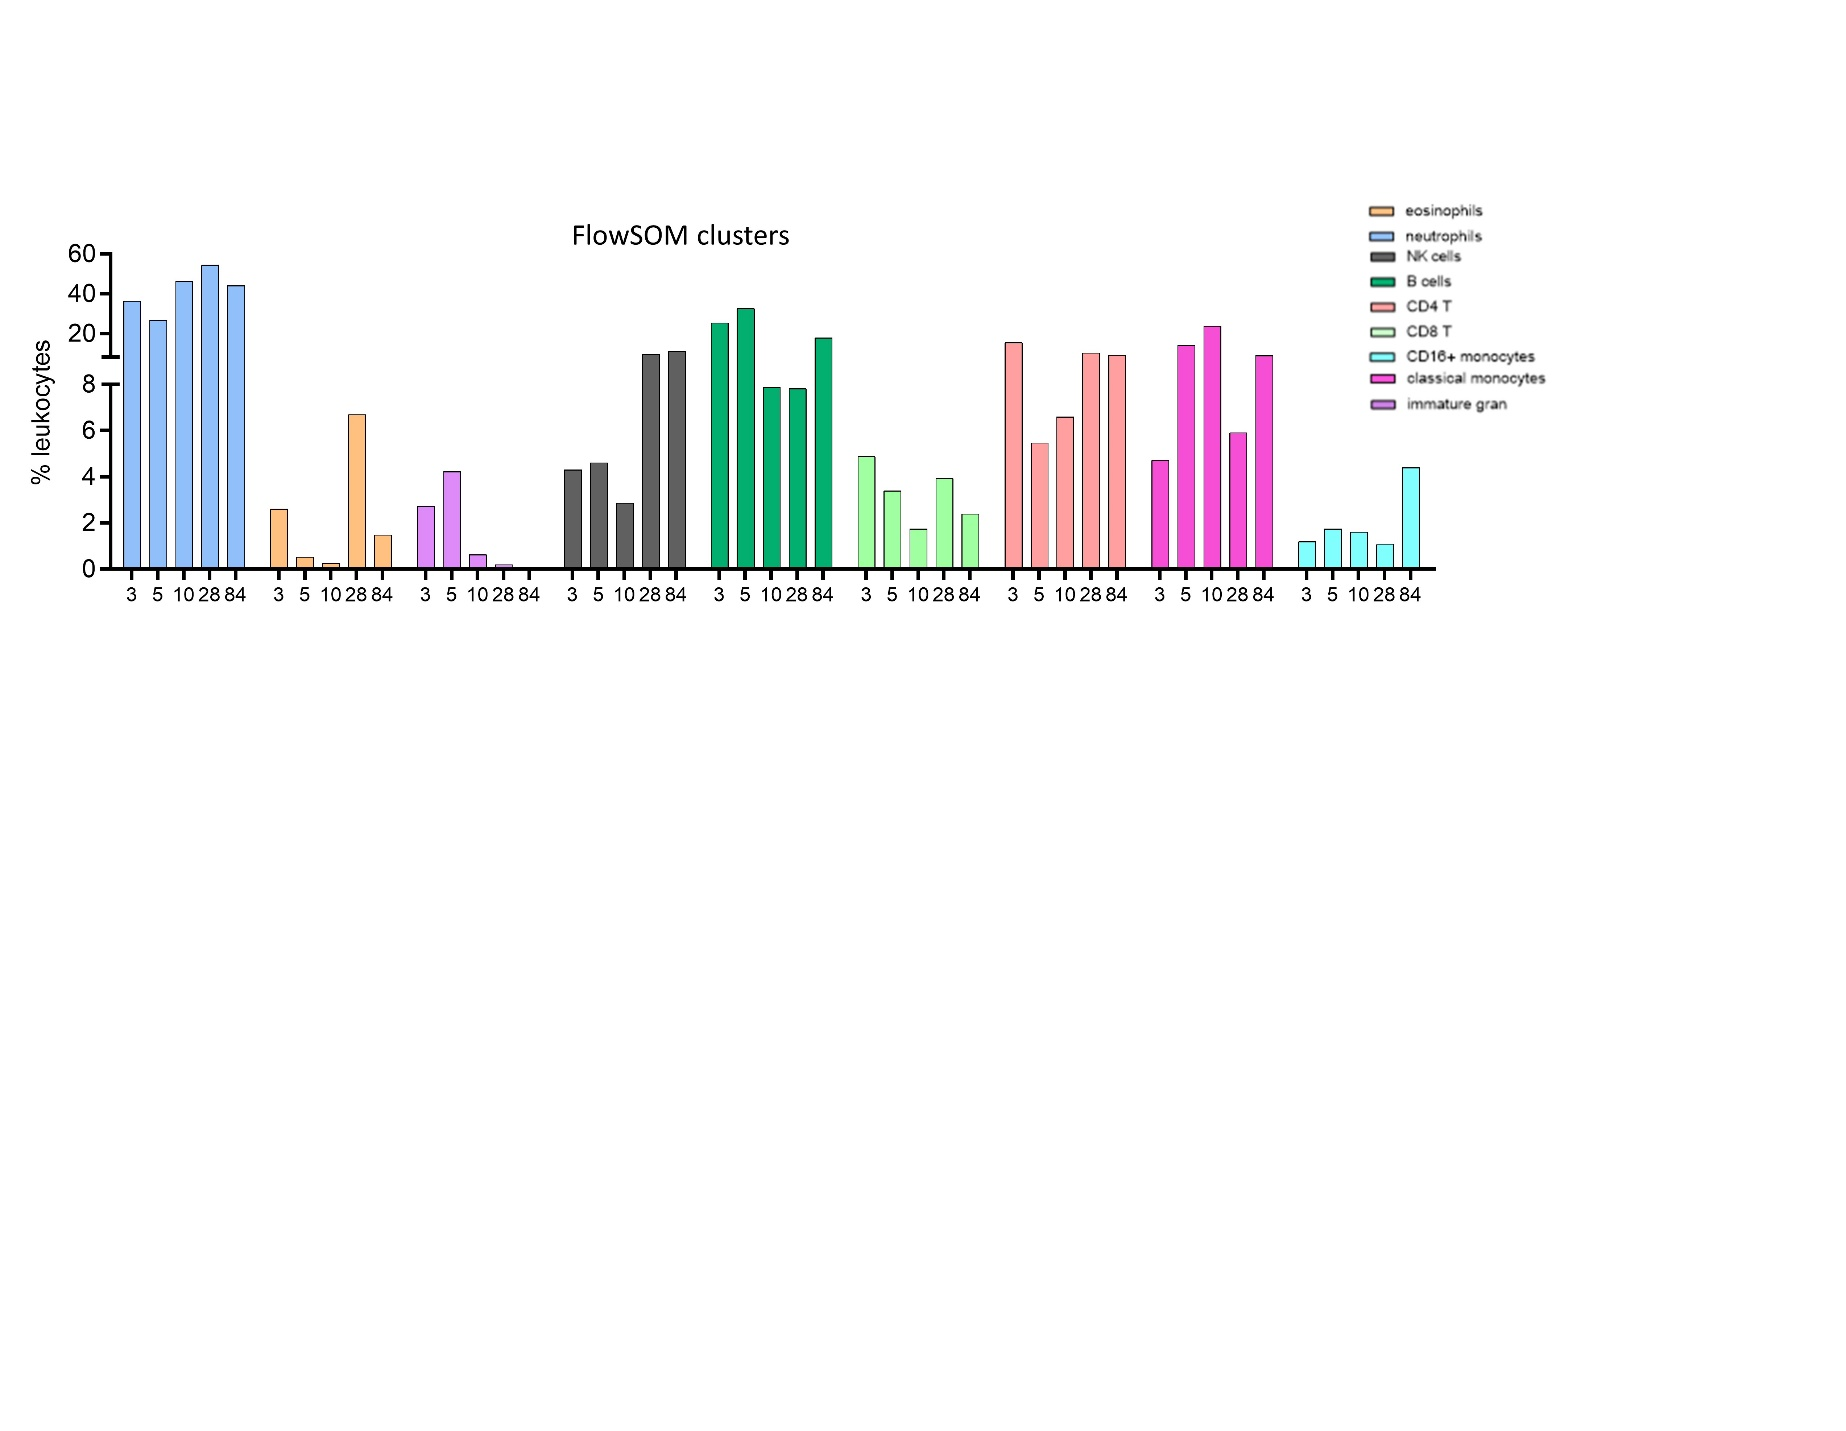 FlowSOM clusters
% leukocytes
60
40
20
8
6
4
2
0
3 5 10 28 84 3 5 10 28 84 3 5 10 28 84 3 5 10 28 84 3 5 10 28 84 3 5 10 28 84 3 5 10 28 84 3 5 10 28 84 3 5 10 28 84
eosinophils
neutrophils
NK cells
B cells
CD4 T
CD8 T
CD16+ monocytes
classical monocytes
immature gran